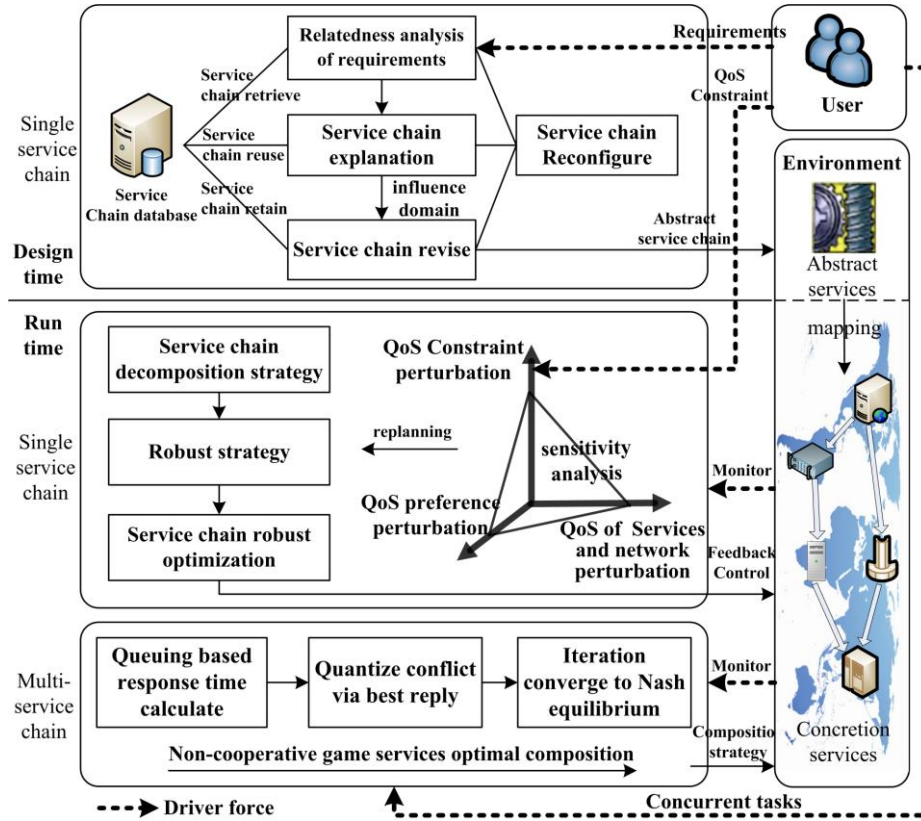 Relatedness analysis
of requirements
Requirements
User
QoS
Constraint
Service
chain retrieve
Single
service
chain
Service
chain reuse
Service chain
explanation
Service chain
Reconfigure
Service
Chain database
Service
chain retain
influence
domain
Service chain revise
Abstract
service chain
Design
time
Environment
Abstract
services
Run
time
mapping
Service chain
decomposition strategy
QoS Constraint
perturbation
Single
service
chain
Robust strategy
replanning
sensitivity
analysis
Monitor
QoS preference
perturbation
Service chain robust
optimization
QoS of Services
and network
perturbation
Feedback
Control
Multi-
service
chain
Queuing based
response time
calculate
Quantize conflict
via best reply
Iteration
converge to Nash
equilibrium
Monitor
Concretion
services
Non-cooperative game services optimal composition
Compositio
strategy
Driver force
Concurrent tasks